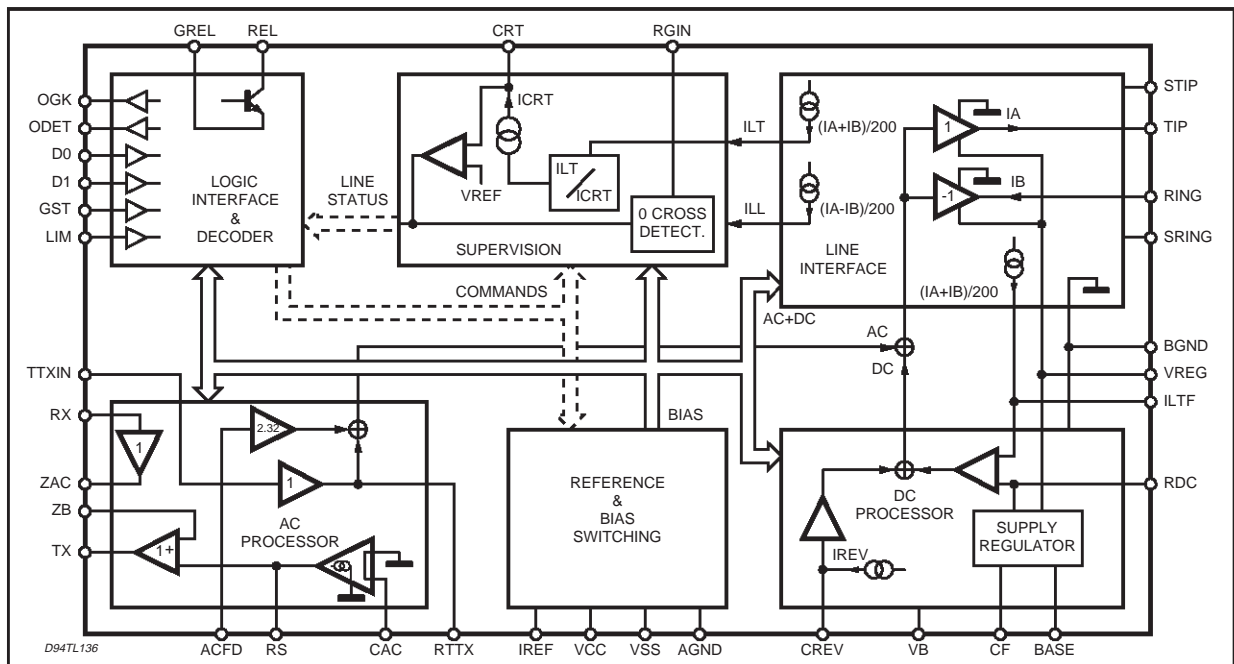 GREL REL CRT RGIN
OGK
ODET
D0
D1
GST
LIM
LOGIC
INTERFACE
&
DECODER
LINE
STATUS
ICRT
VREF
ILT
ICRT
0 CROSS
DETECT.
SUPERVISION
ILT
ILL
(IA+IB)/200
(IA-IB)/200
1
IA
-1
IB
LINE
INTERFACE
(IA+IB)/200
STIP
TIP
RING
SRING
COMMANDS
AC+DC
AC
DC
BGND
VREG
ILTF
RDC
TTXIN
RX
ZAC
ZB
TX
1
2.32
1
1+
AC
PROCESSOR
BIAS
REFERENCE
&
BIAS
SWITCHING
DC
PROCESSOR
IREV
SUPPLY
REGULATOR
D94TL136
ACFD RS CAC RTTX IREF VCC VSS AGND CREV VB CF BASE